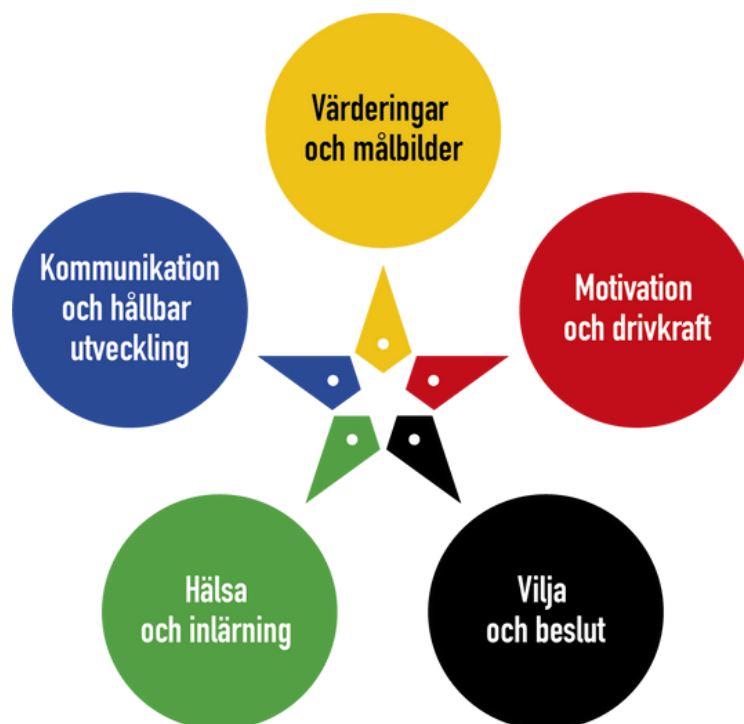 Värderingar
och målbilder
Kommunikation
och hållbar
utveckling
Motivation
och drivkraft
Hälsa
och inlärning
Vilja
och beslut